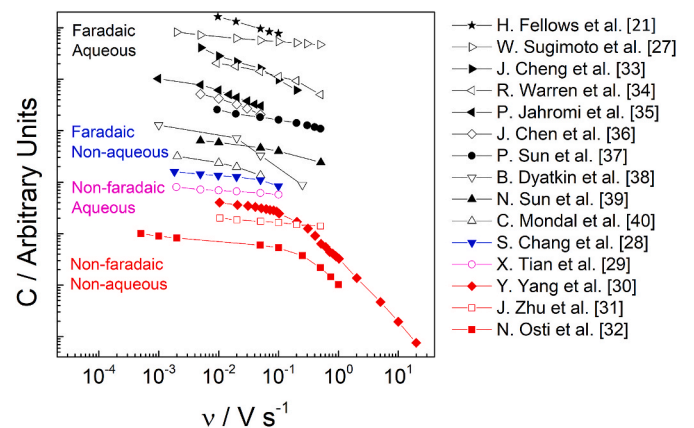 Faradaic
Aqueous
Faradaic
Non-aqueous
Non-faradaic
Aqueous
Non-faradaic
Non-aqueous
C / Arbitrary Units
10⁻⁴
10⁻³
10⁻²
10⁻¹
10⁰
10¹
ν / V s⁻¹
H. Fellows et al. [21]
W. Sugimoto et al. [27]
J. Cheng et al. [33]
R. Warren et al. [34]
P. Jahromi et al. [35]
J. Chen et al. [36]
P. Sun et al. [37]
B. Dyatkin et al. [38]
N. Sun et al. [39]
C. Mondal et al. [40]
S. Chang et al. [28]
X. Tian et al. [29]
Y. Yang et al. [30]
J. Zhu et al. [31]
N. Osti et al. [32]